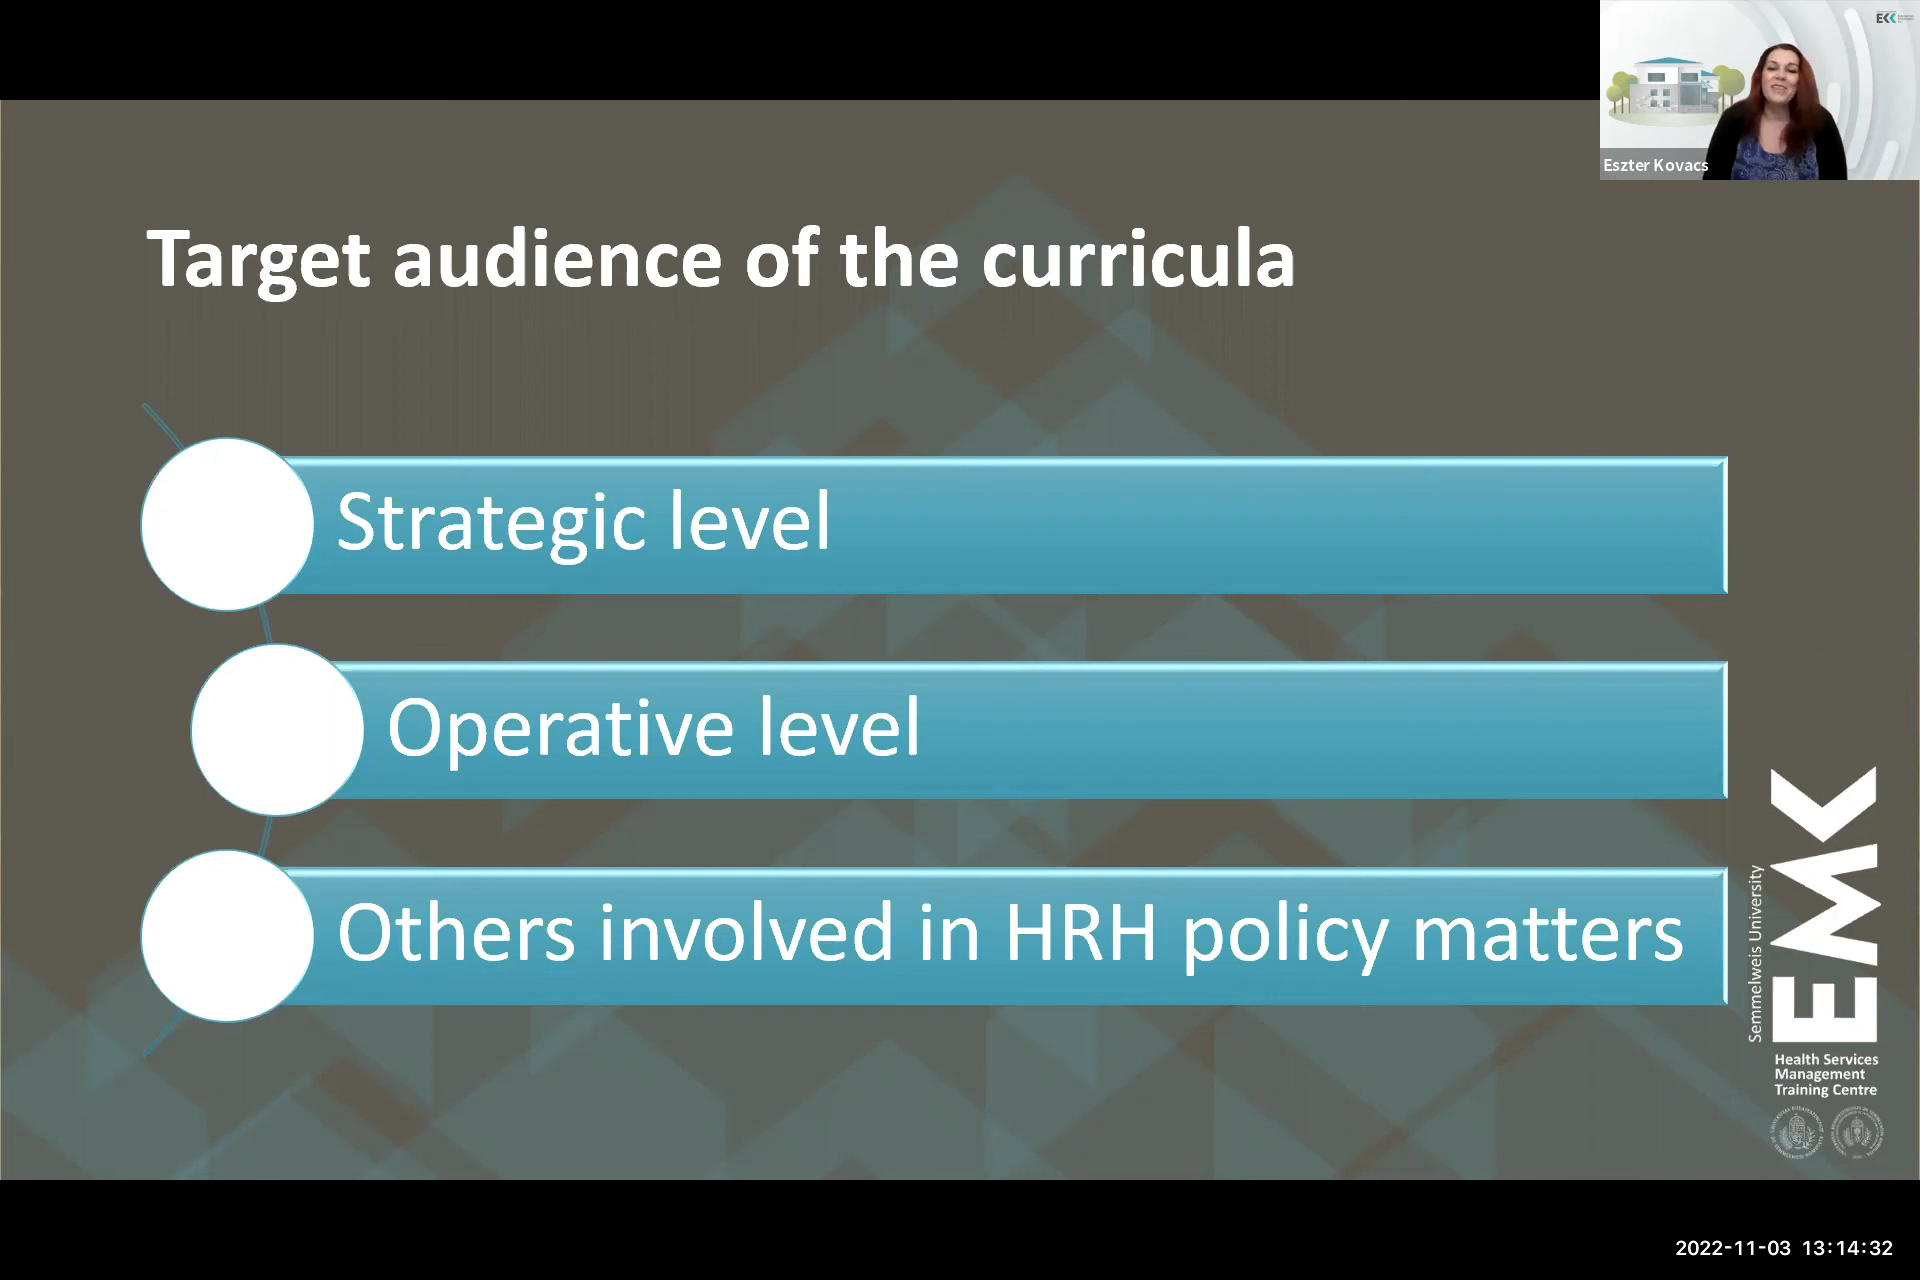 EKK
Eszter Kovacs
Target audience of the curricula
Strategic level
Operative level
Others involved in HRH policy matters
Semmelweis University
EMK
Health Services
Management
Training Centre
2022-11-03 13:14:32